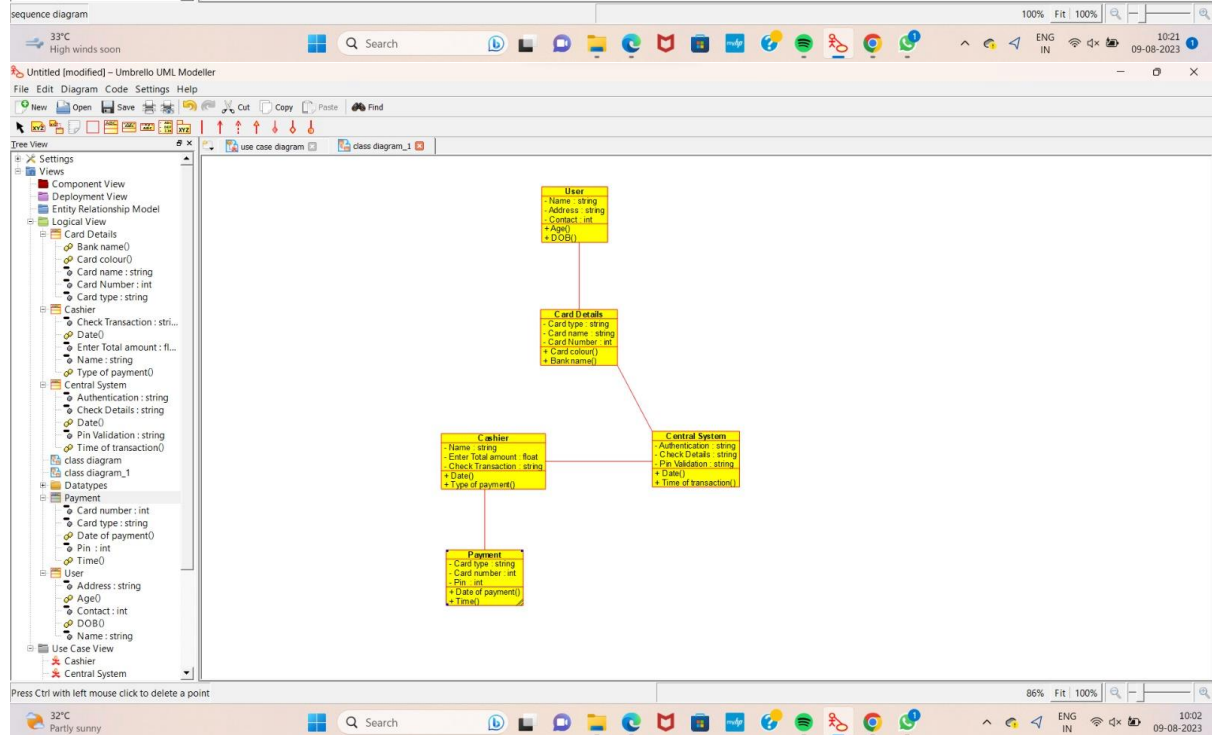 sequence diagram
100% Fit 100%
33°C
High winds soon
Search
ENG
IN
10:21
09-08-2023
Untitled [modified] – Umbrello UML Modeller
File Edit Diagram Code Settings Help
New Open Save Cut Copy Paste Find
Tree View
use case diagram class diagram_1
Settings
Views
Component View
Deployment View
Entity Relationship Model
Logical View
Card Details
Bank name()
Card colour()
Card name : string
Card Number : int
Card type : string
Cashier
Check Transaction : stri...
Date()
Enter Total amount : fl...
Name : string
Type of payment()
Central System
Authentication : string
Check Details : string
Date()
Pin Validation : string
Time of transaction()
class diagram
class diagram_1
Datatypes
Payment
Card number : int
Card type : string
Date of payment()
Pin : int
Time()
User
Address : string
Age()
Contact : int
DOB()
Name : string
Use Case View
Cashier
Central System
User
- Name : string
- Address : string
- Contact : int
+ Age()
+ DOB()
Card Details
- Card type : string
- Card name : string
- Card Number : int
+ Card colour()
+ Bank name()
Cashier
- Name : string
- Enter Total amount : float
- Check Transaction : string
+ Date()
+ Type of payment()
Central System
- Authentication : string
- Check Details : string
- Pin Validation : string
+ Date()
+ Time of transaction()
Payment
- Card type : string
- Card number : int
- Pin : int
+ Date of payment()
+ Time()
Press Ctrl with left mouse click to delete a point
86% Fit 100%
32°C
Partly sunny
Search
ENG
IN
10:02
09-08-2023